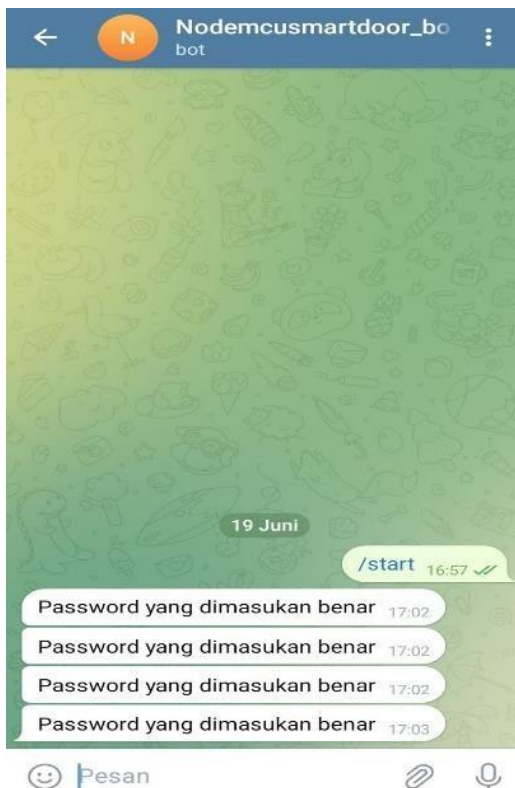 N
Nodemcusmartdoor_bo
bot
19 Juni
/start 16:57
Password yang dimasukan benar 17:02
Password yang dimasukan benar 17:02
Password yang dimasukan benar 17:02
Password yang dimasukan benar 17:03
Pesan